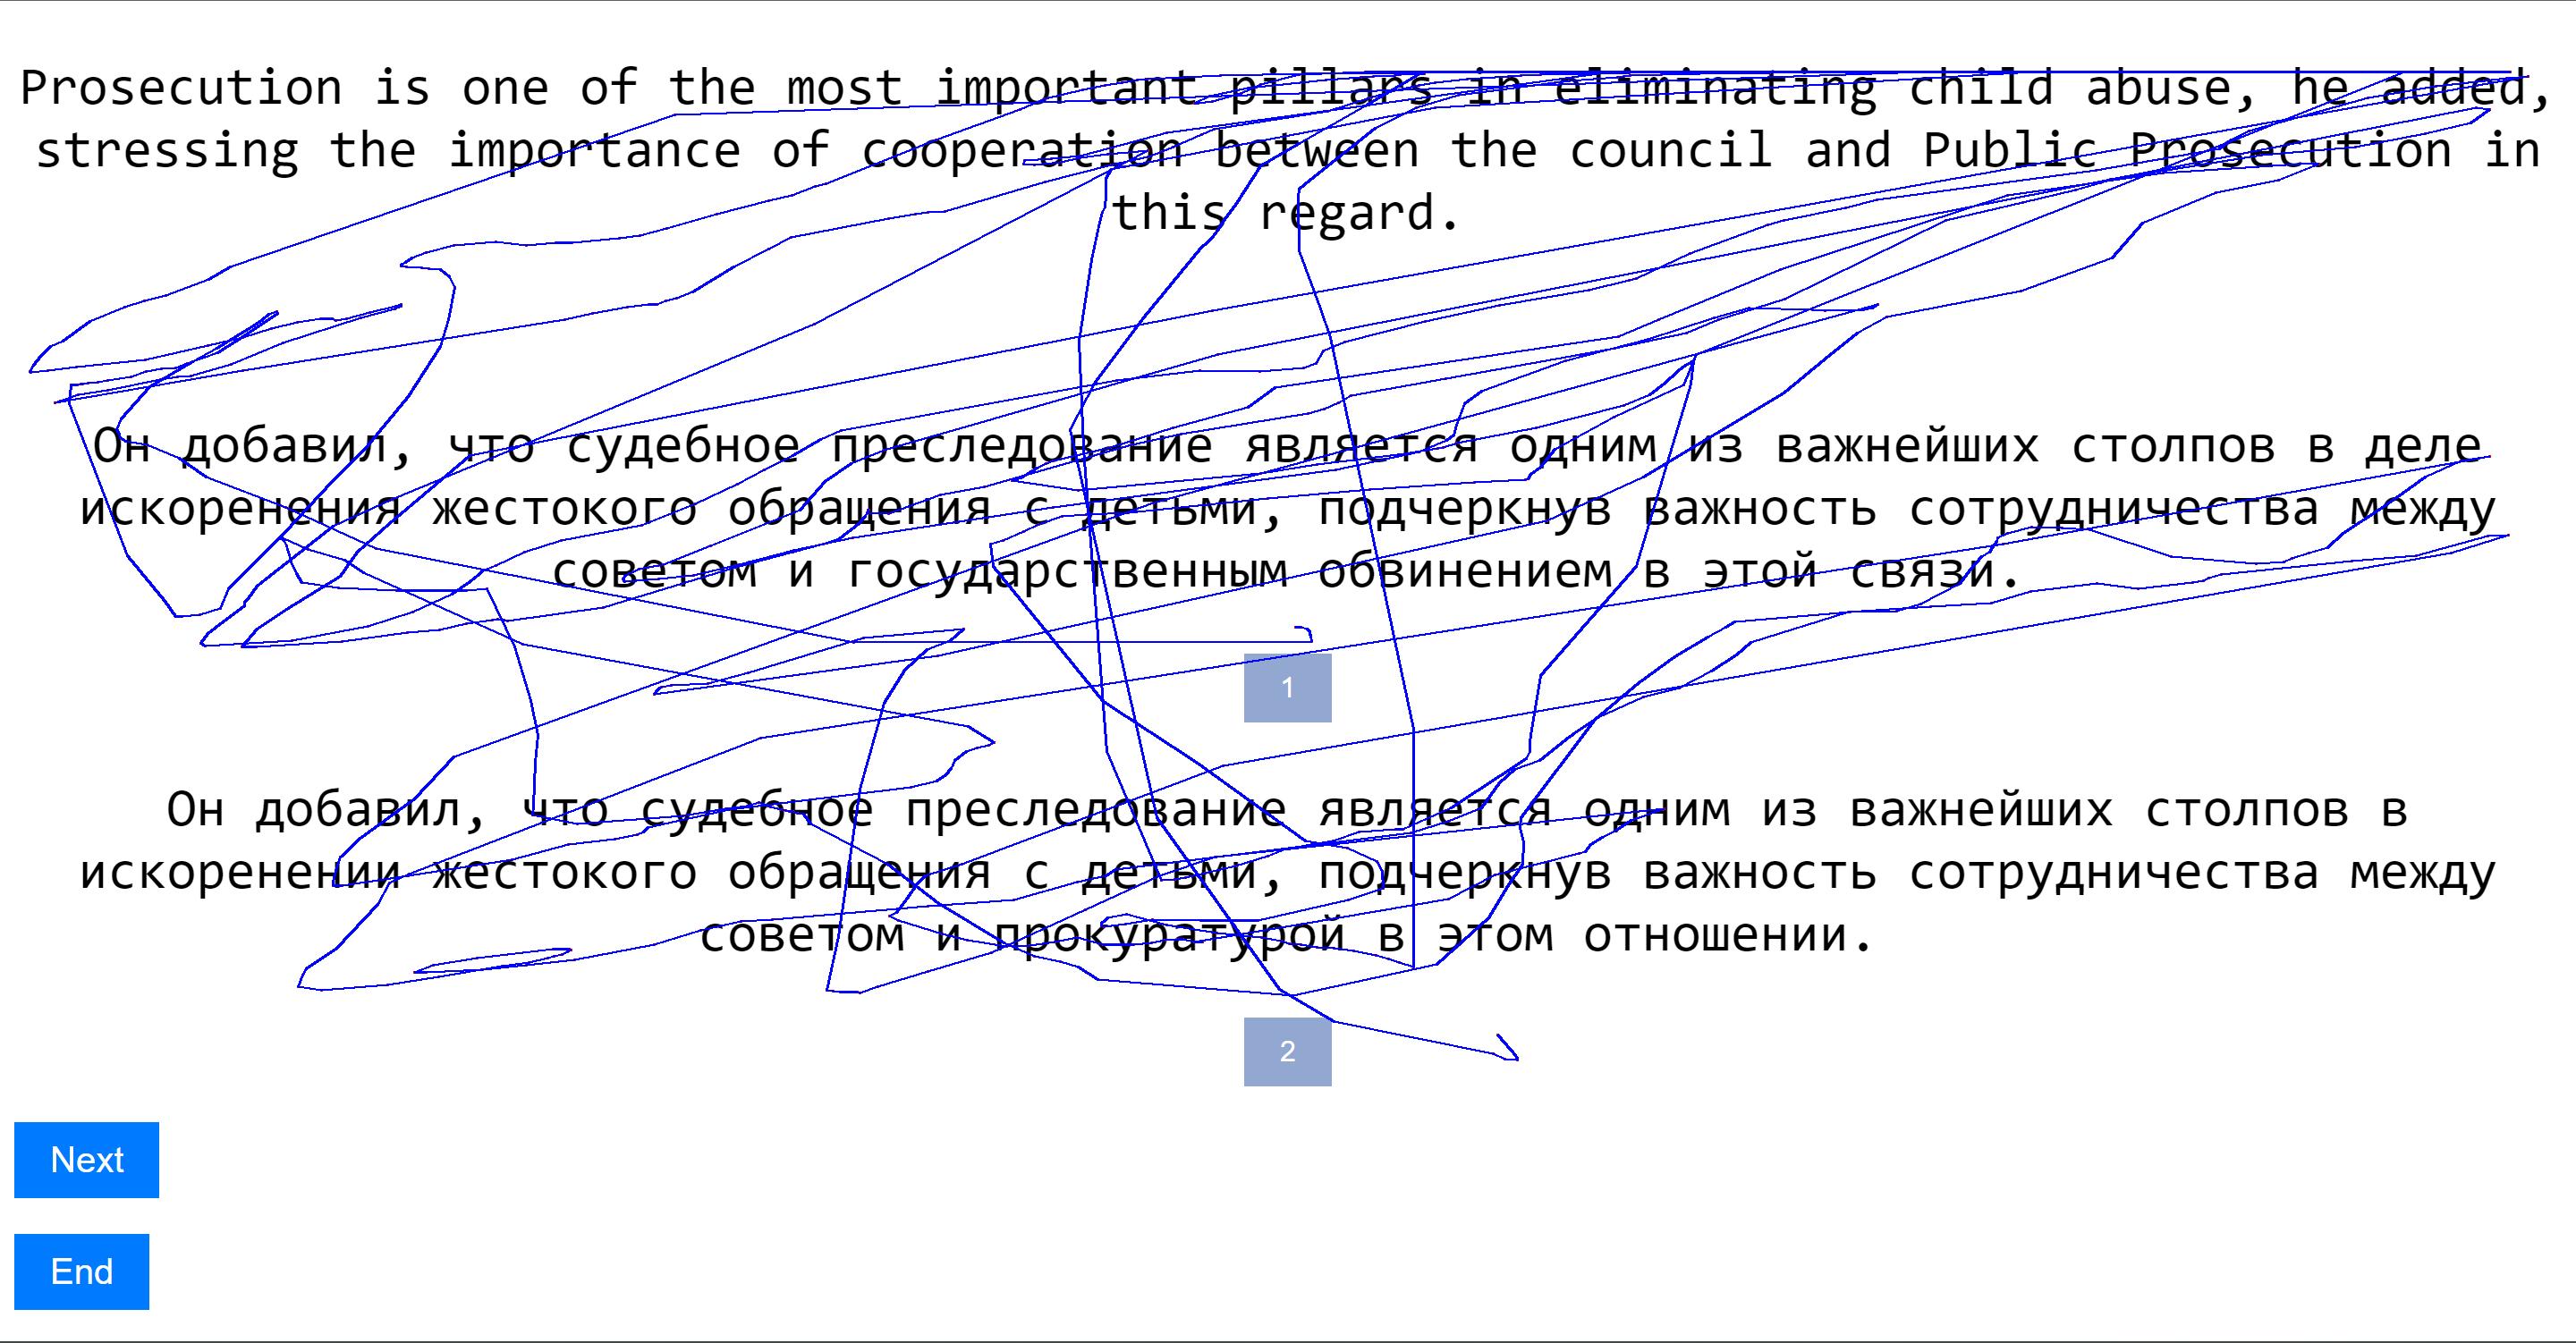 Prosecution is one of the most important pillars in eliminating child abuse, he added,
stressing the importance of cooperation between the council and Public Prosecution in
this regard.
Он добавил, что судебное преследование является одним из важнейших столпов в деле
искоренения жестокого обращения с детьми, подчеркнув важность сотрудничества между
советом и государственным обвинением в этой связи.
1
Он добавил, что судебное преследование является одним из важнейших столпов в
искоренении жестокого обращения с детьми, подчеркнув важность сотрудничества между
советом и прокуратурой в этом отношении.
2
Next
End